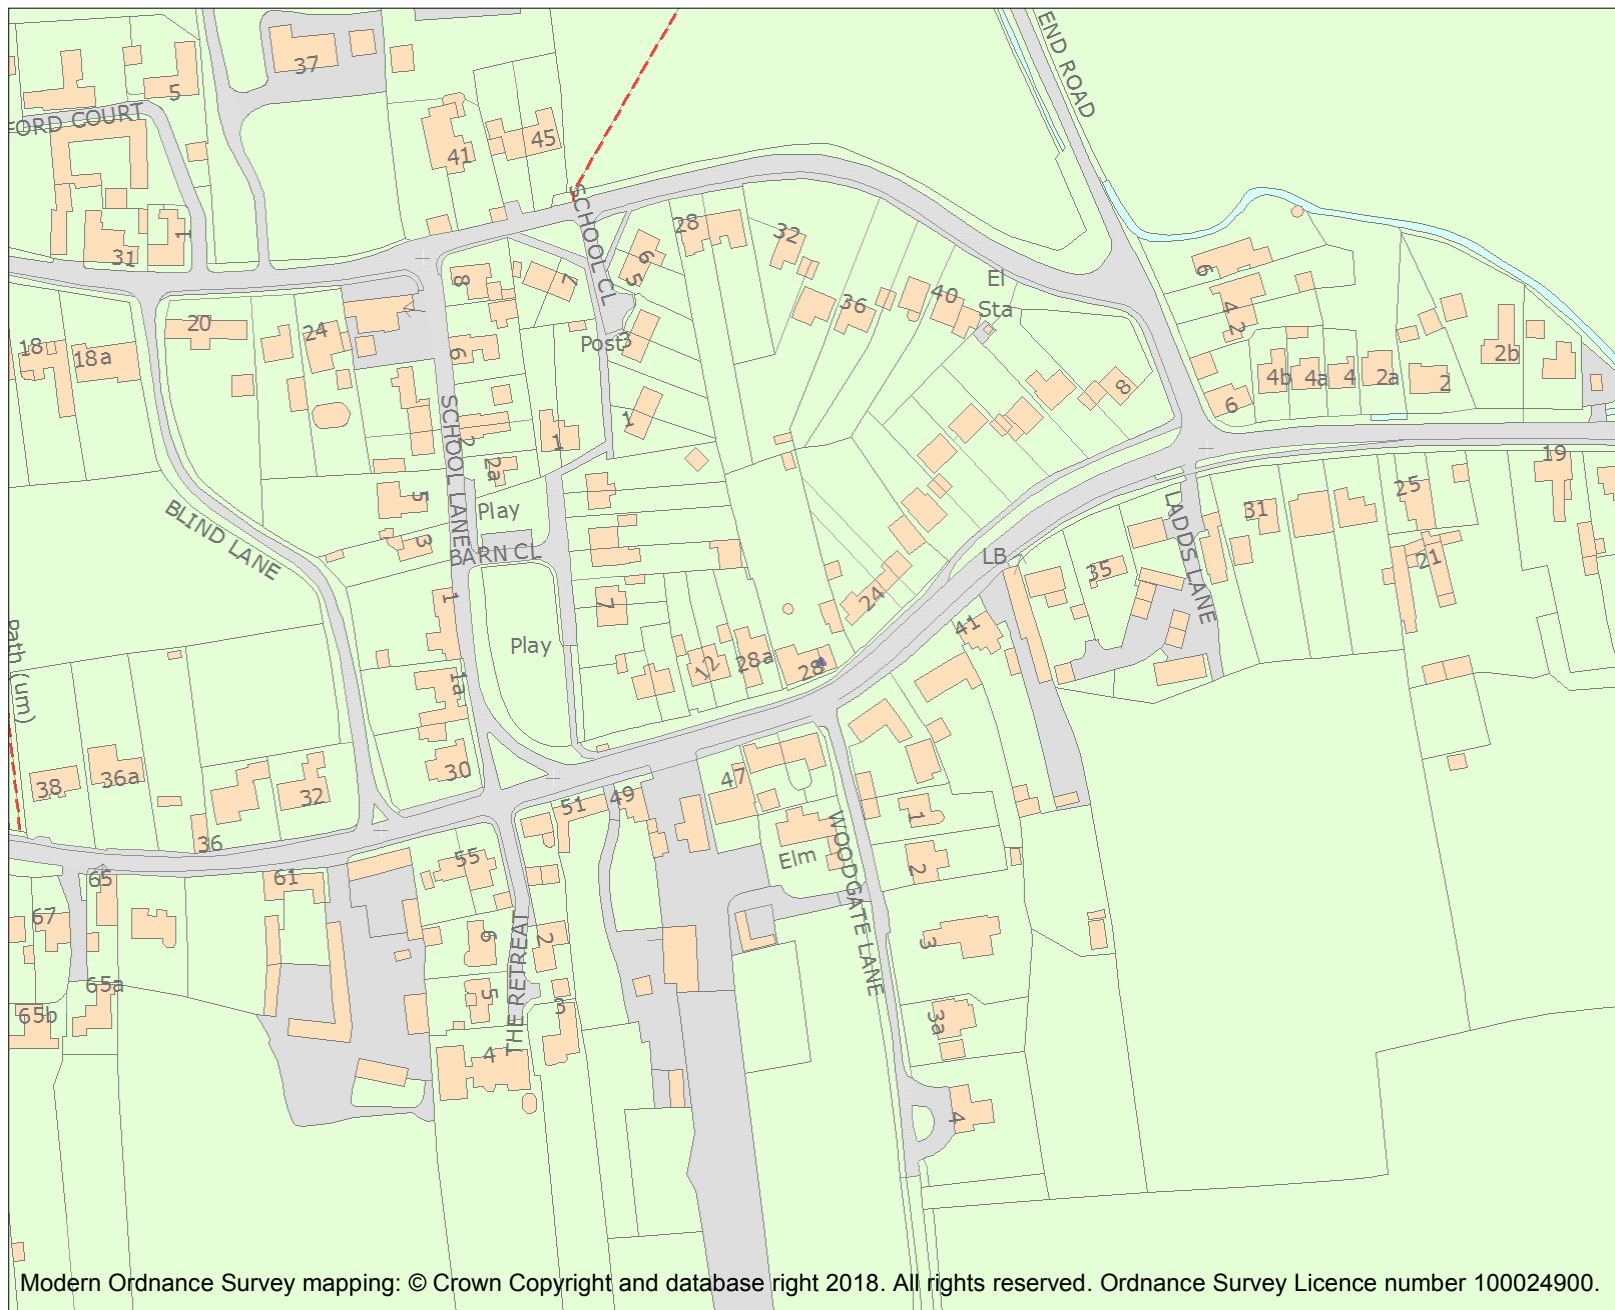 END ROAD
37
5
FORD COURT
41
45
SCHOOL CL
1
31
28
32
6
5
7
8
6
El
Sta
36
40
4
2
20
24
18
18a
7
6
Post
3
2b
4b
4a
4
2a
2
8
6
1
1
2
SCHOOL LANE
2a
19
5
Play
25
BLIND LANE
LADDS LANE
31
3
BARN CL
LB
35
21
1
7
24
Path (um)
Play
41
12
28a
28
1a
30
38
36a
32
47
51
49
36
1
WOODGATE LANE
55
Elm
2
65
61
67
6
2
THE RETREAT
3
65a
5
3
65b
3a
4
4
Modern Ordnance Survey mapping: © Crown Copyright and database right 2018. All rights reserved. Ordnance Survey Licence number 100024900.